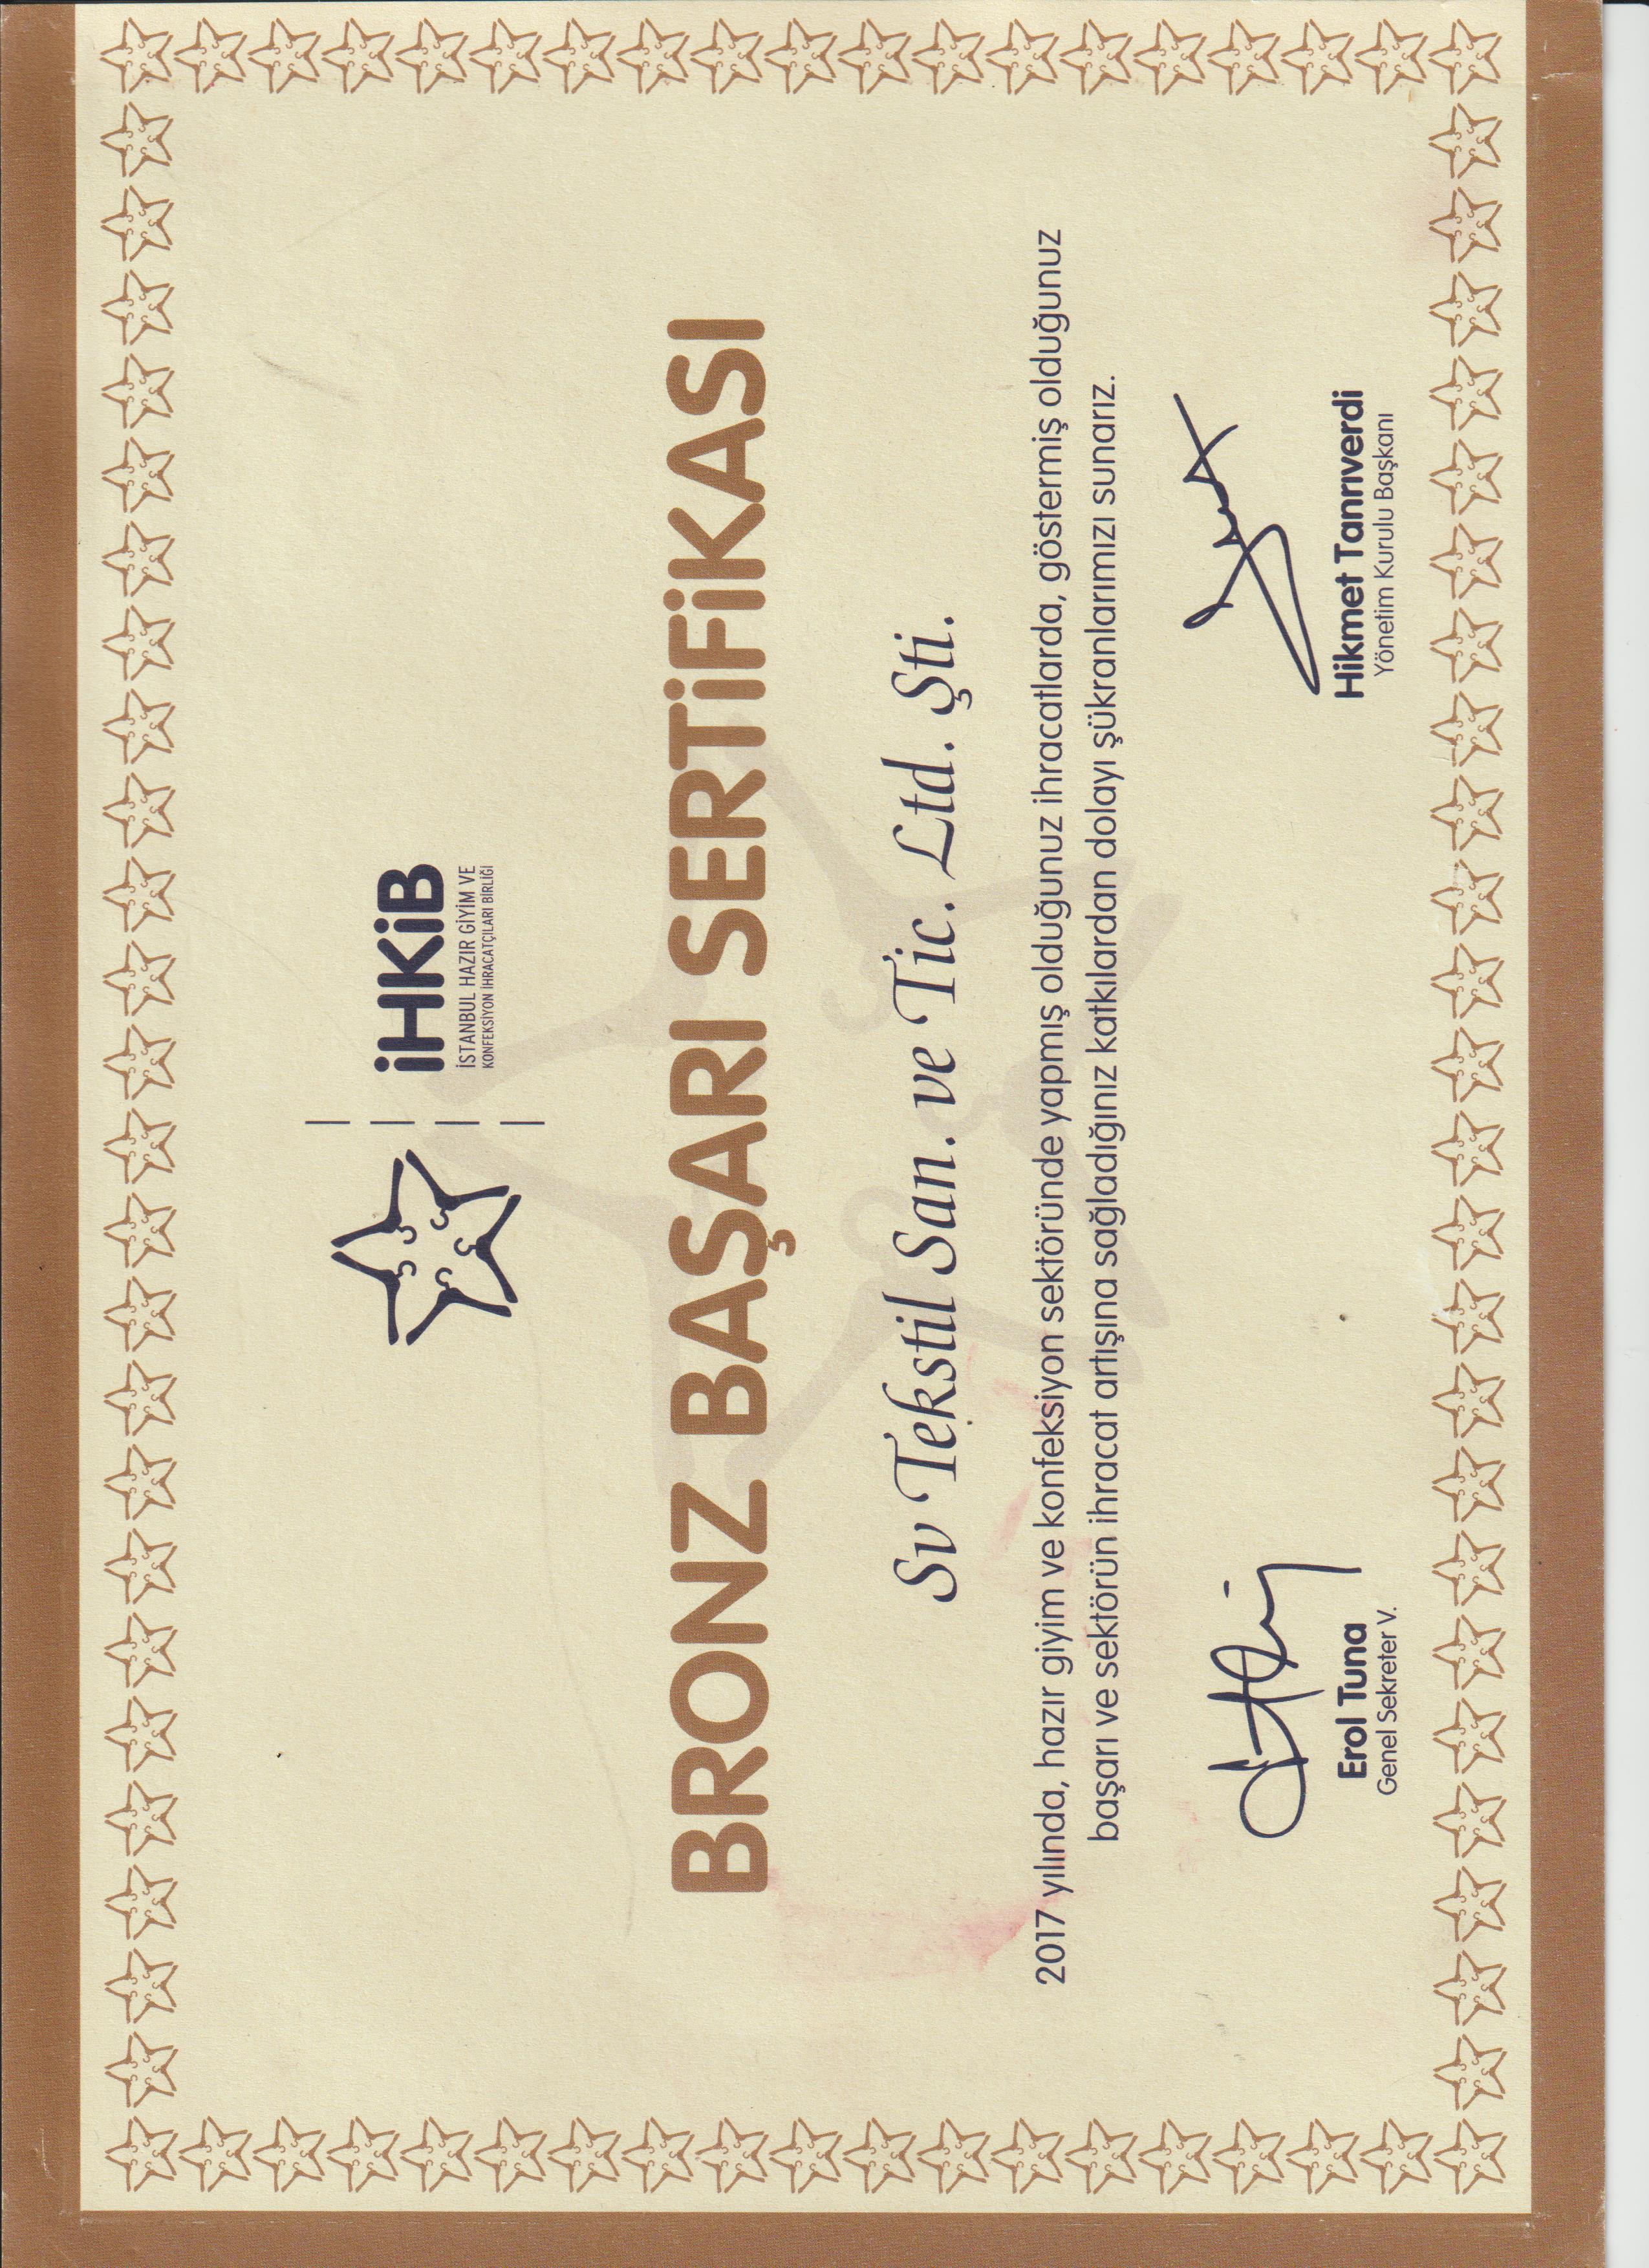 İHKİB
İSTANBUL HAZIR GİYİM VE
KONFEKSİYON İHRACATÇILARI BİRLİĞİ
BRONZ BAŞARI SERTİFİKASI
Sv Tekstil San. ve Tic. Ltd. Şti.
2017 yılında, hazır giyim ve konfeksiyon sektöründe yapmış olduğunuz ihracatlarda, göstermiş olduğunuz
başarı ve sektörün ihracat artışına sağladığınız katkılardan dolayı şükranlarımızı sunarız.
Erol Tuna
Genel Sekreter V.
Hikmet Tanrıverdi
Yönetim Kurulu Başkanı